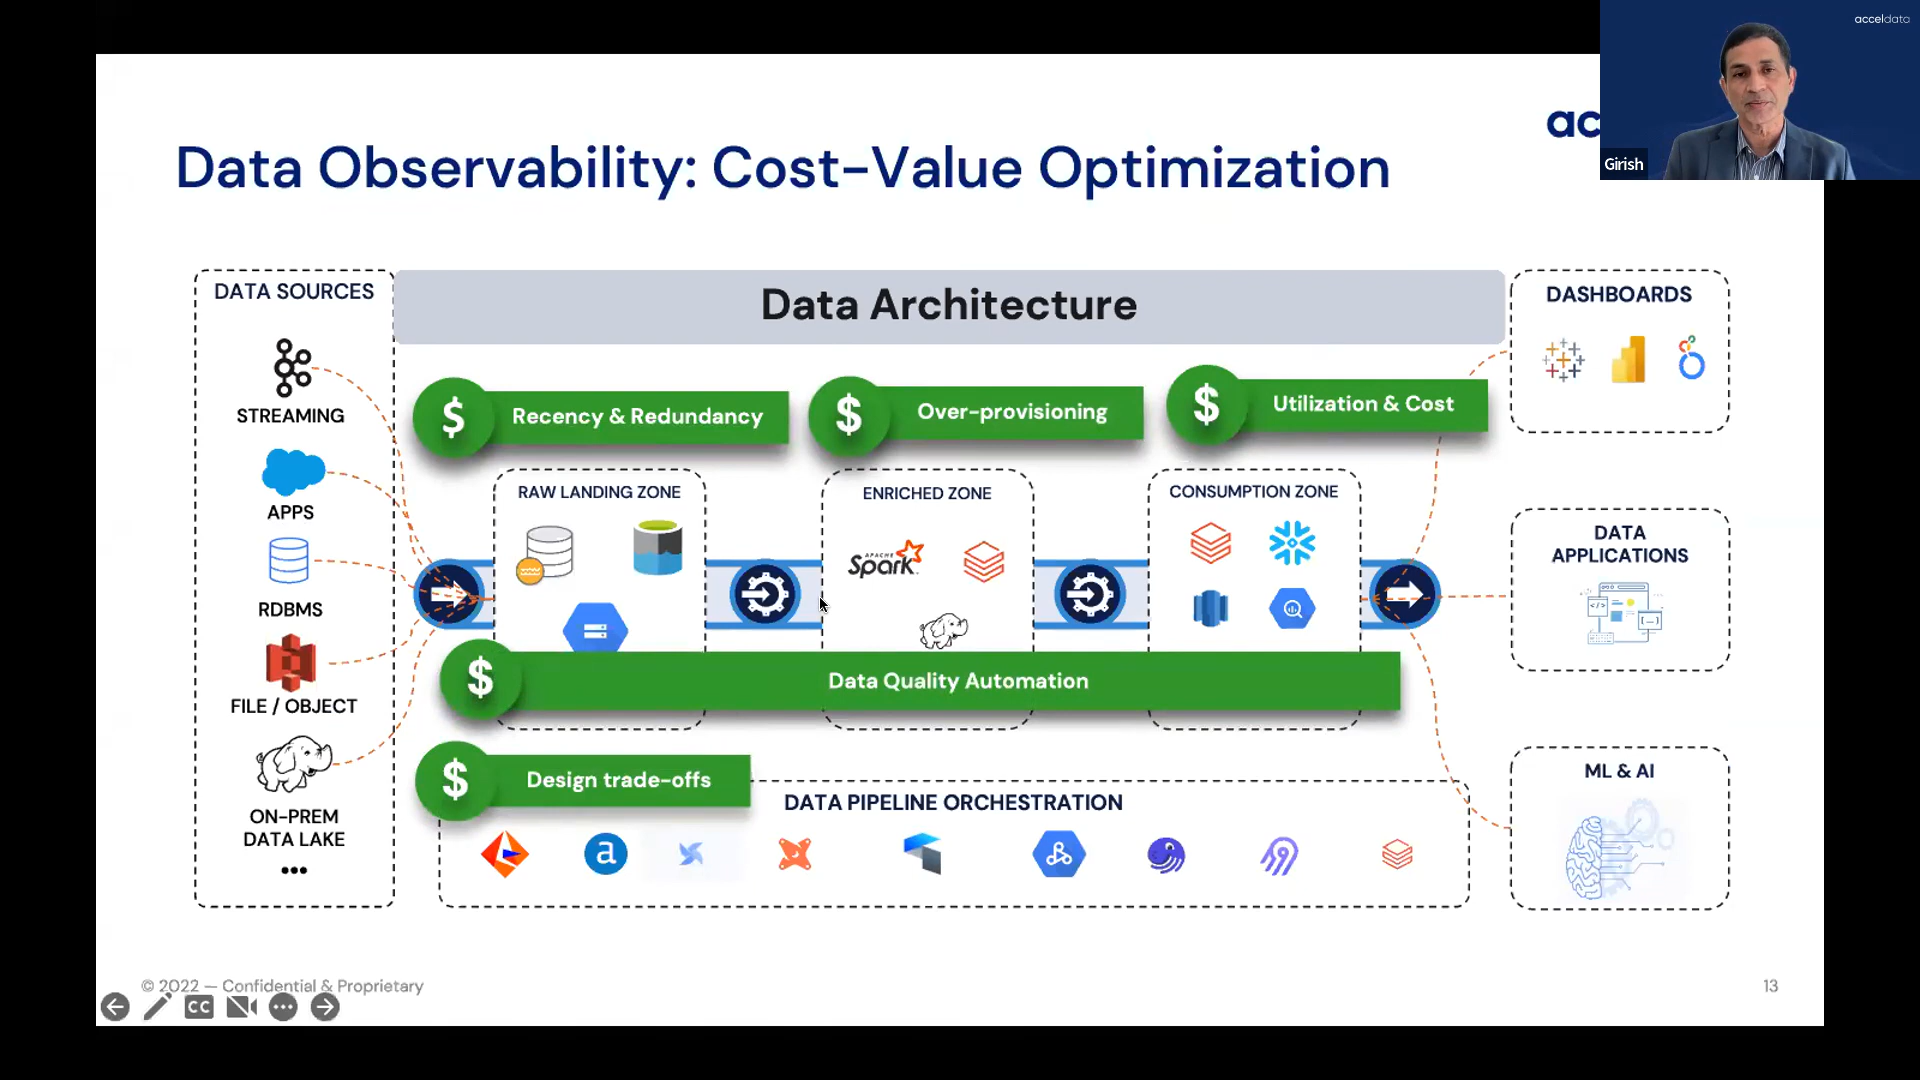 acceldata
ac
Girish
Data Observability: Cost-Value Optimization
DATA SOURCES
Data Architecture
DASHBOARDS
STREAMING
$ Recency & Redundancy
$ Over-provisioning
$ Utilization & Cost
APPS
RAW LANDING ZONE
ENRICHED ZONE
CONSUMPTION ZONE
DATA
APPLICATIONS
APACHE
Spark
RDBMS
FILE / OBJECT
$ Data Quality Automation
ON-PREM
DATA LAKE
$ Design trade-offs
DATA PIPELINE ORCHESTRATION
a
ML & AI
© 2022 — Confidential & Proprietary
CC
13